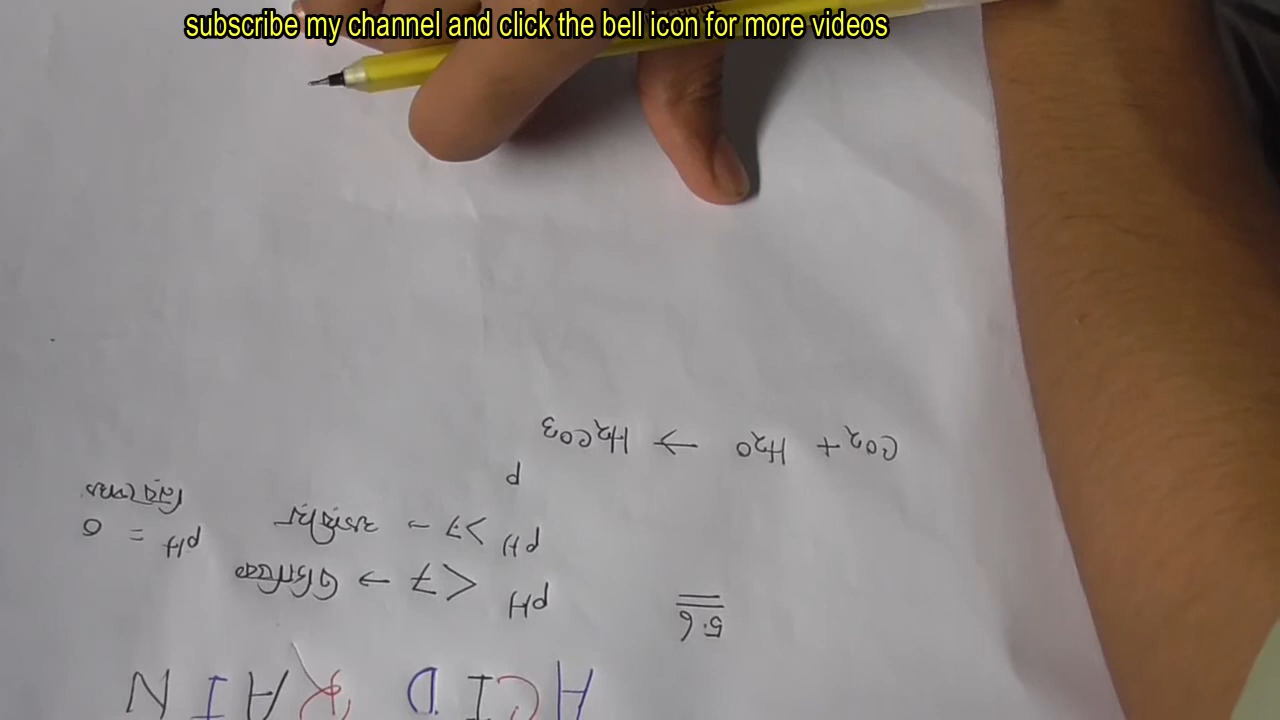 subscribe my channel and click the bell icon for more videos
ACID RAIN
5.6
pH <7 →
pH >7 -
pH = 0
p
CO2 + H2O → H2CO3